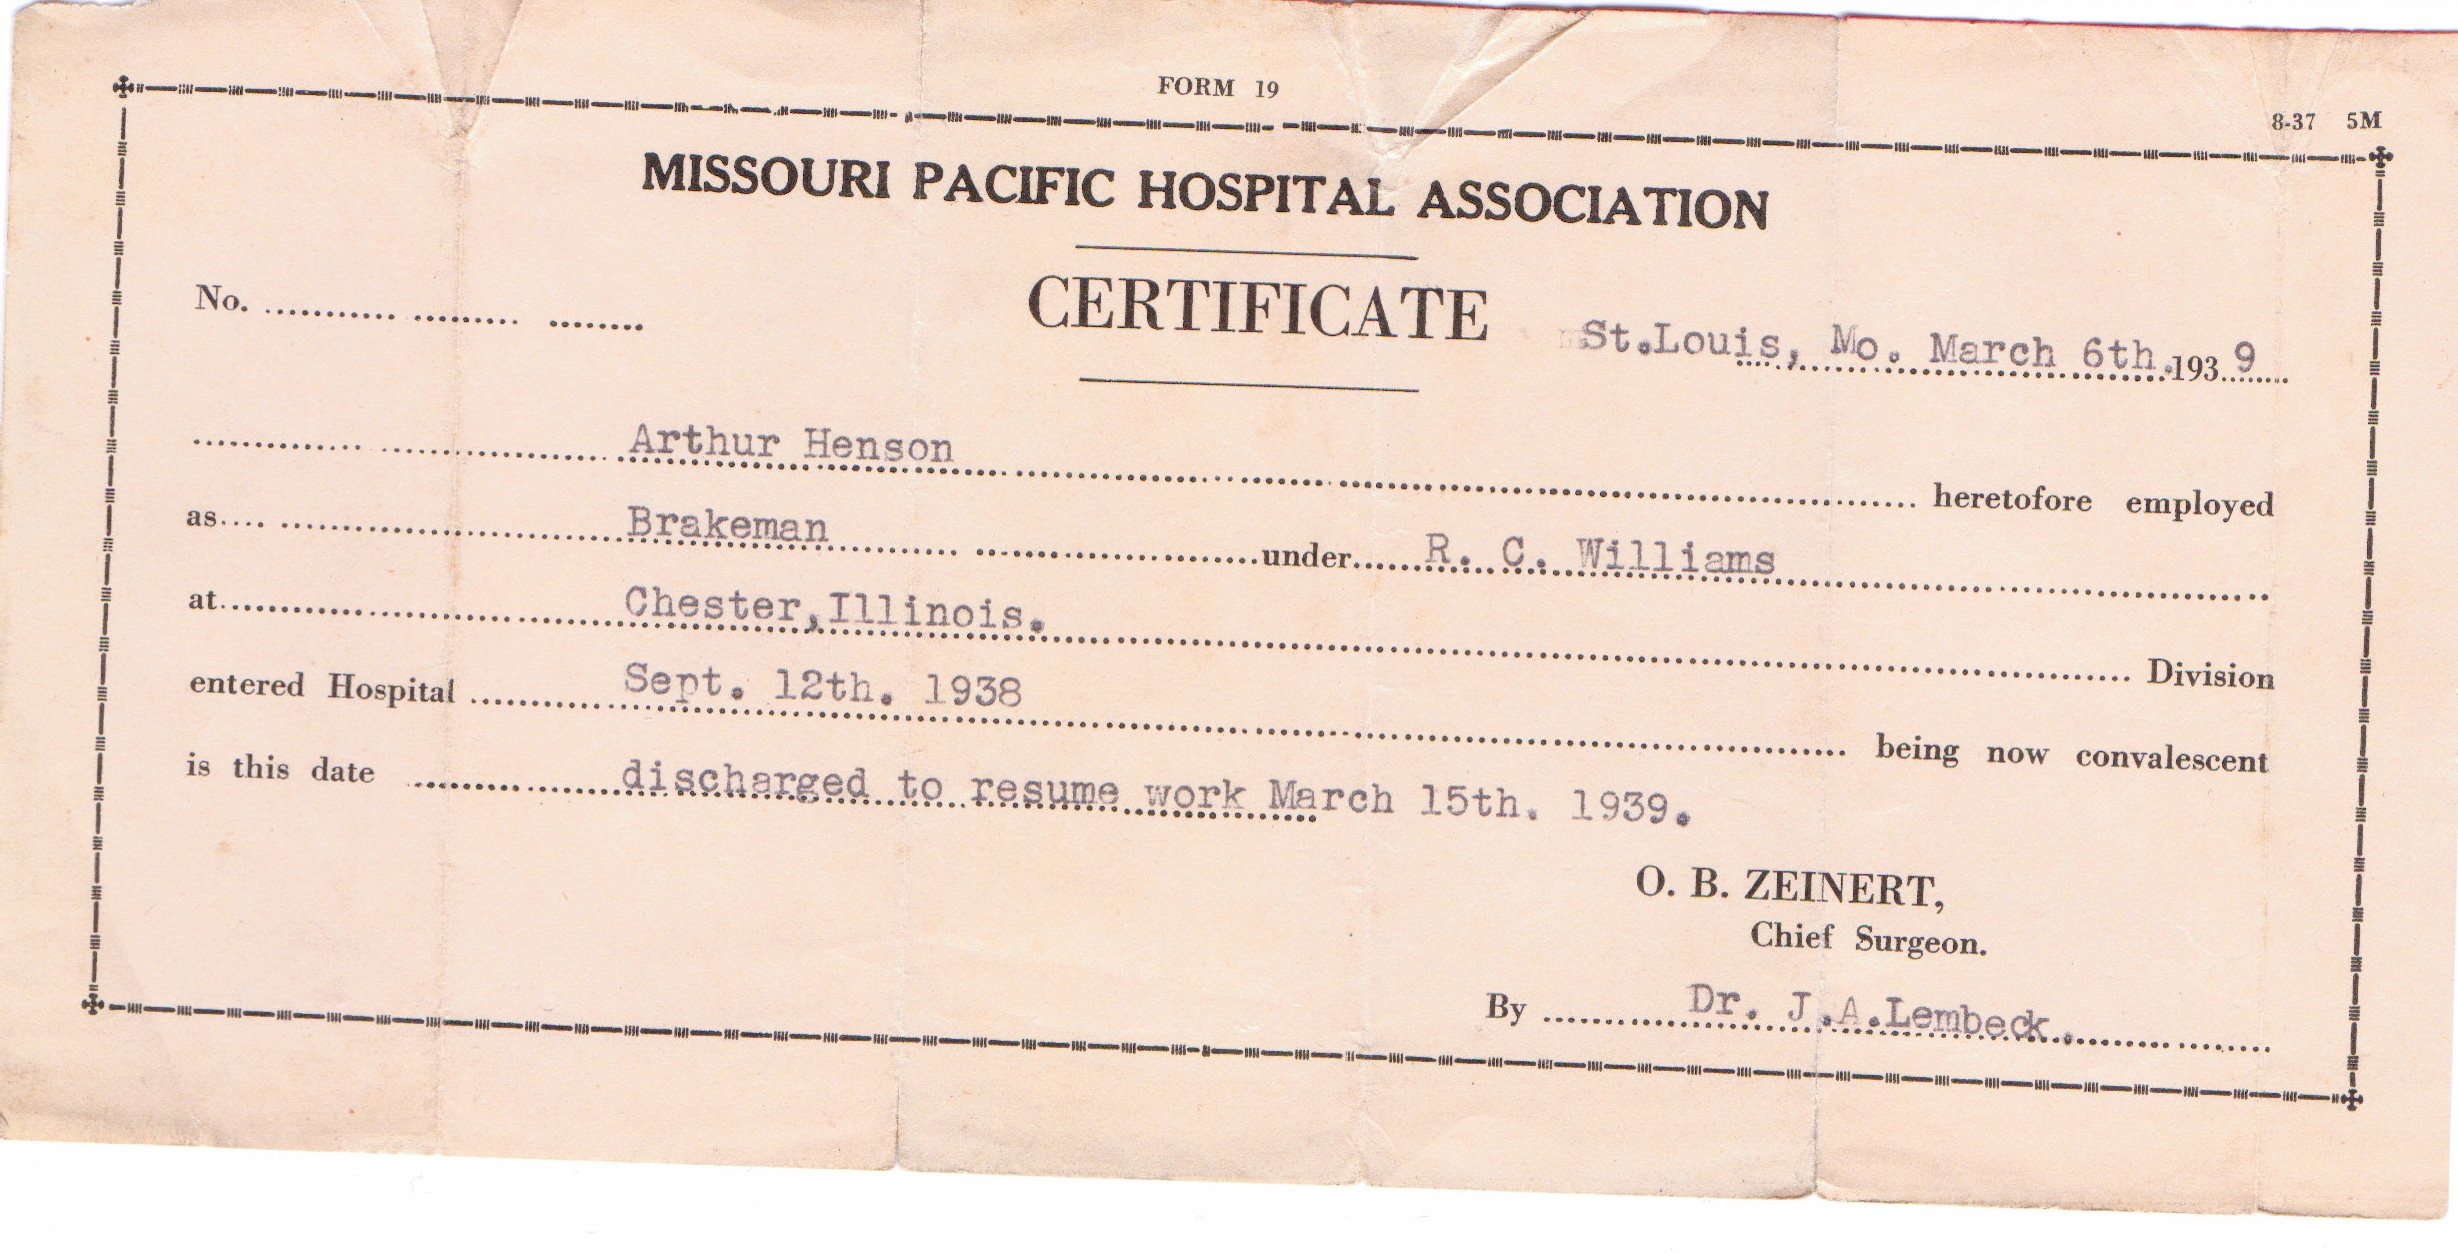 FORM 19
8-37 5M
MISSOURI PACIFIC HOSPITAL ASSOCIATION
CERTIFICATE
No. ........... ......... ........
St.Louis, Mo. March 6th. 1939
Arthur Henson heretofore employed
as Brakeman under R. C. Williams
at Chester,Illinois. Division
entered Hospital Sept. 12th. 1938 being now convalescent
is this date discharged to resume work March 15th. 1939.
O. B. ZEINERT,
Chief Surgeon.
By Dr. J.A.Lembeck.